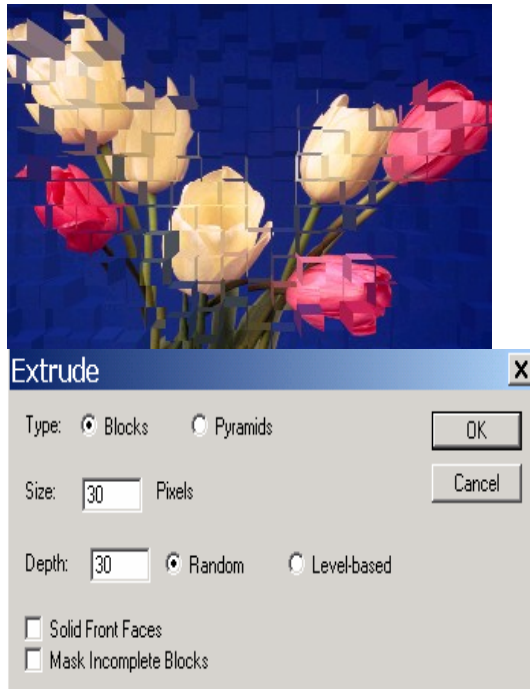 Extrude
Type: Blocks Pyramids OK
Size: 30 Pixels Cancel
Depth: 30 Random Level-based
Solid Front Faces
Mask Incomplete Blocks